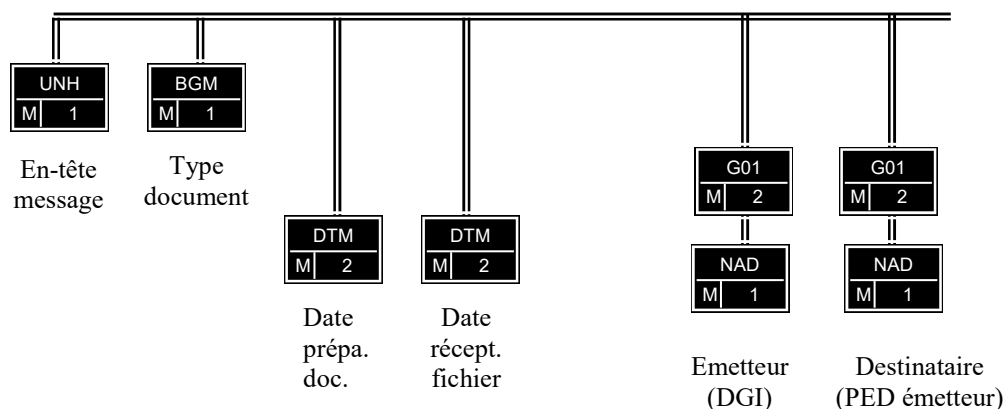 UNH
M 1
En-tête
message
BGM
M 1
Type
document
DTM
M 2
Date
prépa.
doc.
DTM
M 2
Date
récept.
fichier
G01
M 2
NAD
M 1
Emetteur
(DGI)
G01
M 2
NAD
M 1
Destinataire
(PED émetteur)